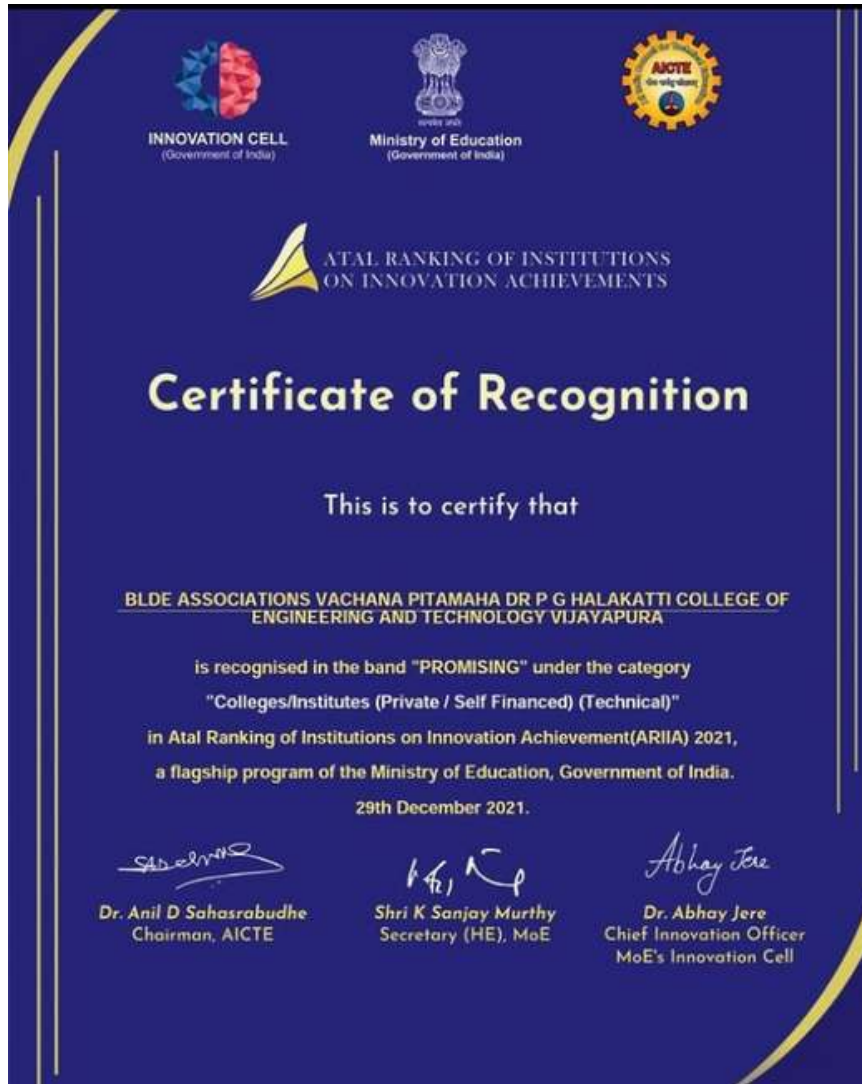 INNOVATION CELL
(Government of India)
सत्यमेव जयते
Ministry of Education
(Government of India)
AICTE
ATAL RANKING OF INSTITUTIONS
ON INNOVATION ACHIEVEMENTS
Certificate of Recognition
This is to certify that
BLDE ASSOCIATIONS VACHANA PITAMAHA DR P G HALAKATTI COLLEGE OF
ENGINEERING AND TECHNOLOGY VIJAYAPURA
is recognised in the band "PROMISING" under the category
"Colleges/Institutes (Private / Self Financed) (Technical)"
in Atal Ranking of Institutions on Innovation Achievement(ARIIA) 2021,
a flagship program of the Ministry of Education, Government of India.
29th December 2021.
Abhay Jere
Dr. Anil D Sahasrabudhe
Chairman, AICTE
Shri K Sanjay Murthy
Secretary (HE), MoE
Dr. Abhay Jere
Chief Innovation Officer
MoE's Innovation Cell